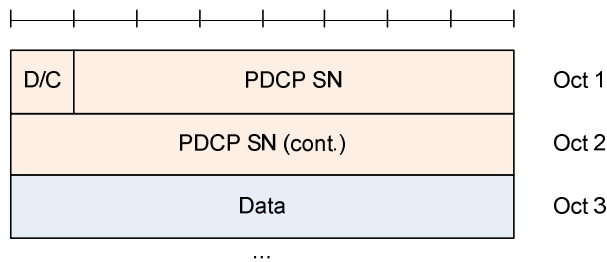 D/C PDCP SN Oct 1
PDCP SN (cont.) Oct 2
Data Oct 3
...